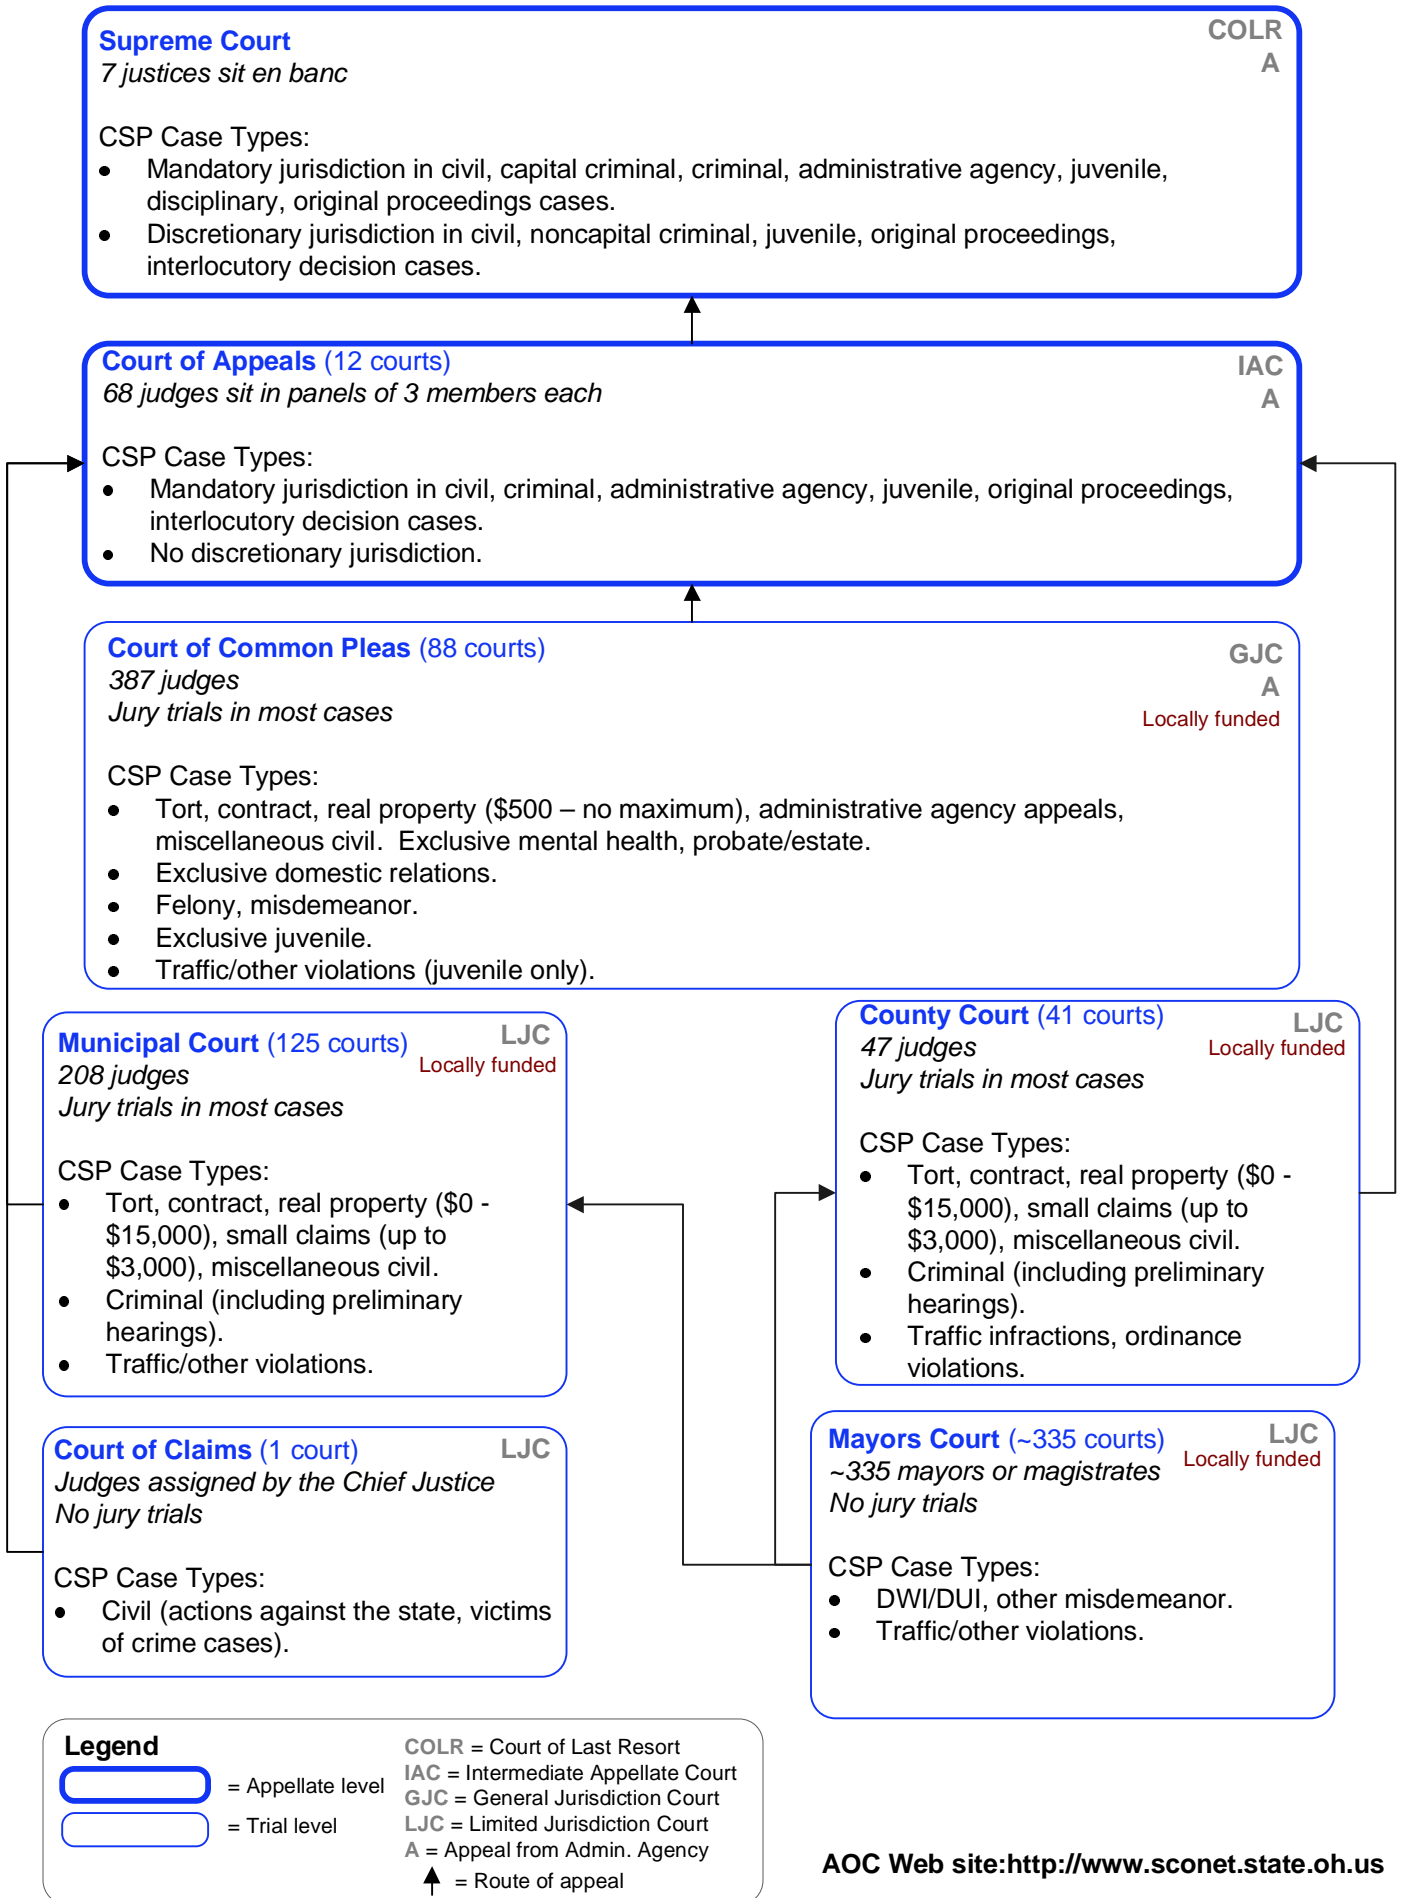 Supreme Court
COLR
7 justices sit en banc
A
CSP Case Types:
• Mandatory jurisdiction in civil, capital criminal, criminal, administrative agency, juvenile,
disciplinary, original proceedings cases.
• Discretionary jurisdiction in civil, noncapital criminal, juvenile, original proceedings,
interlocutory decision cases.
Court of Appeals (12 courts)
IAC
68 judges sit in panels of 3 members each
A
CSP Case Types:
• Mandatory jurisdiction in civil, criminal, administrative agency, juvenile, original proceedings,
interlocutory decision cases.
• No discretionary jurisdiction.
Court of Common Pleas (88 courts)
GJC
387 judges
A
Jury trials in most cases
Locally funded
CSP Case Types:
• Tort, contract, real property ($500 – no maximum), administrative agency appeals,
miscellaneous civil.  Exclusive mental health, probate/estate.
• Exclusive domestic relations.
• Felony, misdemeanor.
• Exclusive juvenile.
• Traffic/other violations (juvenile only).
Municipal Court (125 courts)
LJC
Locally funded
208 judges
Jury trials in most cases
CSP Case Types:
• Tort, contract, real property ($0 -
$15,000), small claims (up to
$3,000), miscellaneous civil.
• Criminal (including preliminary
hearings).
• Traffic/other violations.
County Court (41 courts)
LJC
47 judges
Locally funded
Jury trials in most cases
CSP Case Types:
• Tort, contract, real property ($0 -
$15,000), small claims (up to
$3,000), miscellaneous civil.
• Criminal (including preliminary
hearings).
• Traffic infractions, ordinance
violations.
Court of Claims (1 court)
LJC
Judges assigned by the Chief Justice
No jury trials
CSP Case Types:
• Civil (actions against the state, victims
of crime cases).
Mayors Court (~335 courts)
LJC
Locally funded
~335 mayors or magistrates
No jury trials
CSP Case Types:
• DWI/DUI, other misdemeanor.
• Traffic/other violations.
Legend
= Appellate level
= Trial level
COLR = Court of Last Resort
IAC = Intermediate Appellate Court
GJC = General Jurisdiction Court
LJC = Limited Jurisdiction Court
A = Appeal from Admin. Agency
= Route of appeal
AOC Web site:http://www.sconet.state.oh.us